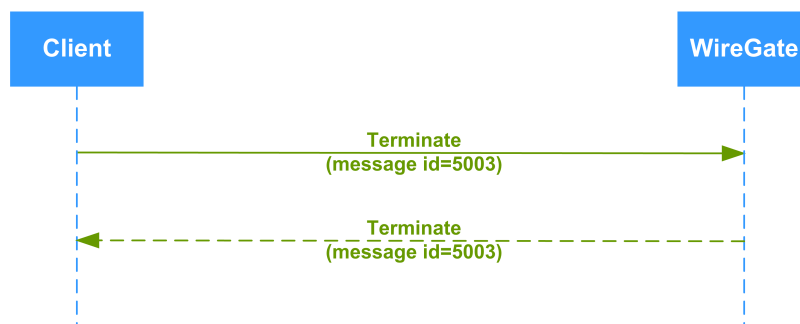 Client
WireGate
Terminate
(message id=5003)
Terminate
(message id=5003)